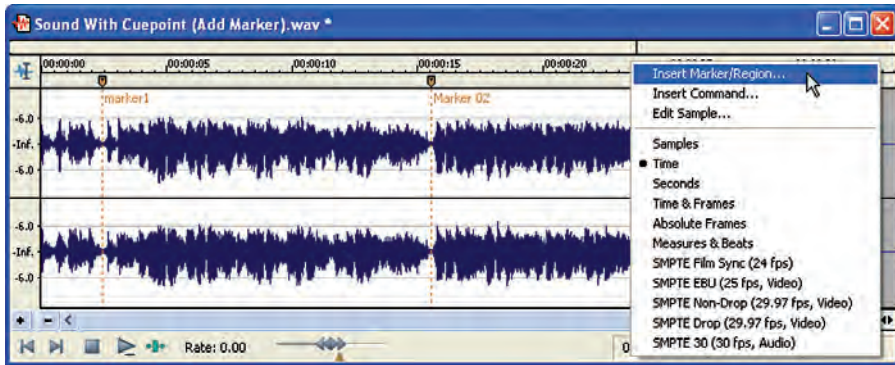 Sound With Cuepoint (Add Marker).wav *
00:00:00 00:00:05 00:00:10 00:00:15 00:00:20
marker1 Marker 02
-6.0
-Inf.
-6.0
-6.0
-Inf.
-6.0
Rate: 0.00
Insert Marker/Region...
Insert Command...
Edit Sample...
Samples
Time
Seconds
Time & Frames
Absolute Frames
Measures & Beats
SMPTE Film Sync (24 fps)
SMPTE EBU (25 fps, Video)
SMPTE Non-Drop (29.97 fps, Video)
SMPTE Drop (29.97 fps, Video)
SMPTE 30 (30 fps, Audio)